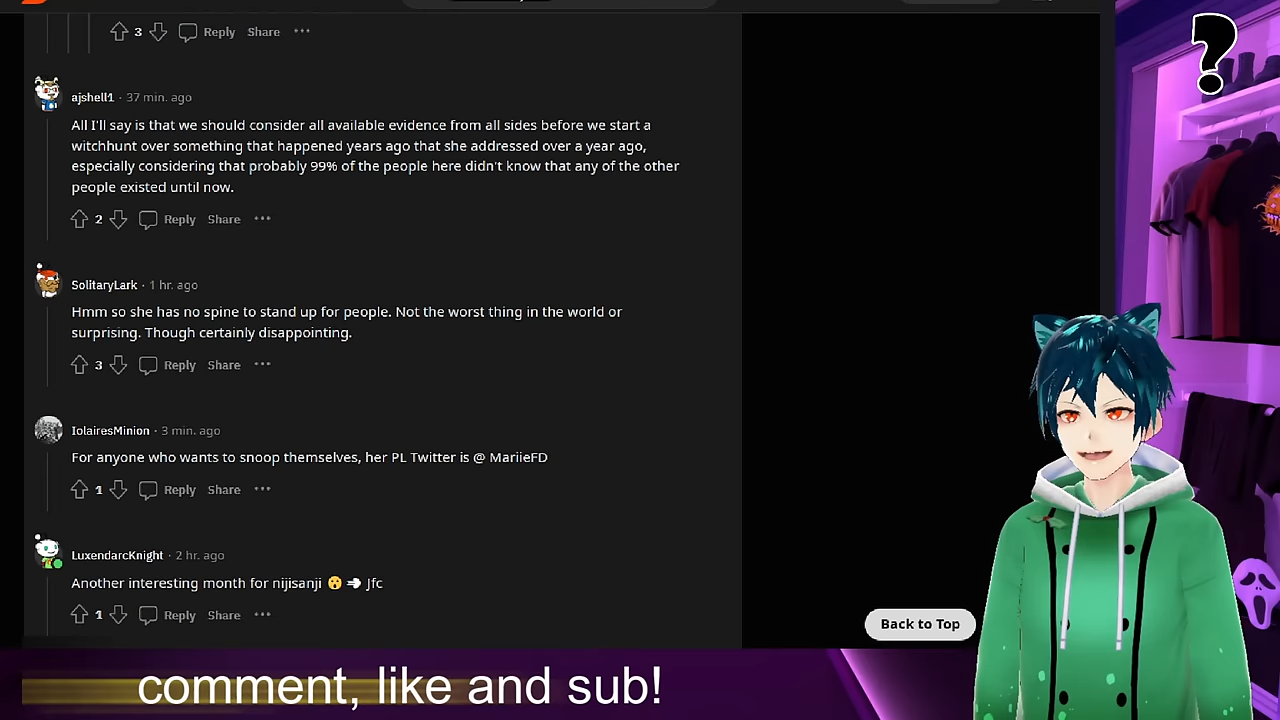 3 Reply Share
ajshell1 · 37 min. ago
All I'll say is that we should consider all available evidence from all sides before we start a
witchhunt over something that happened years ago that she addressed over a year ago,
especially considering that probably 99% of the people here didn't know that any of the other
people existed until now.
2 Reply Share
SolitaryLark · 1 hr. ago
Hmm so she has no spine to stand up for people. Not the worst thing in the world or
surprising. Though certainly disappointing.
3 Reply Share
IolairesMinion · 3 min. ago
For anyone who wants to snoop themselves, her PL Twitter is @ MariieFD
1 Reply Share
LuxendarcKnight · 2 hr. ago
Another interesting month for nijisanji 😮‍💨 Jfc
1 Reply Share
Back to Top
comment, like and sub!
?